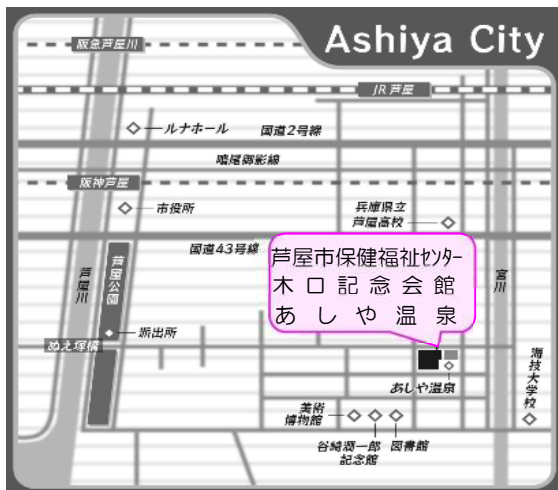 Ashiya City
阪急芦屋川
JR芦屋
ルナホール
国道2号線
鳴尾御影線
阪神芦屋
市役所
兵庫県立
芦屋高校
国道43号線
芦屋市保健福祉センター
木口記念会館
あしや温泉
芦屋公園
芦屋川
宮川
派出所
ぬえ塚橋
あしや温泉
海技大学校
美術
博物館
谷崎潤一郎
記念館
図書館